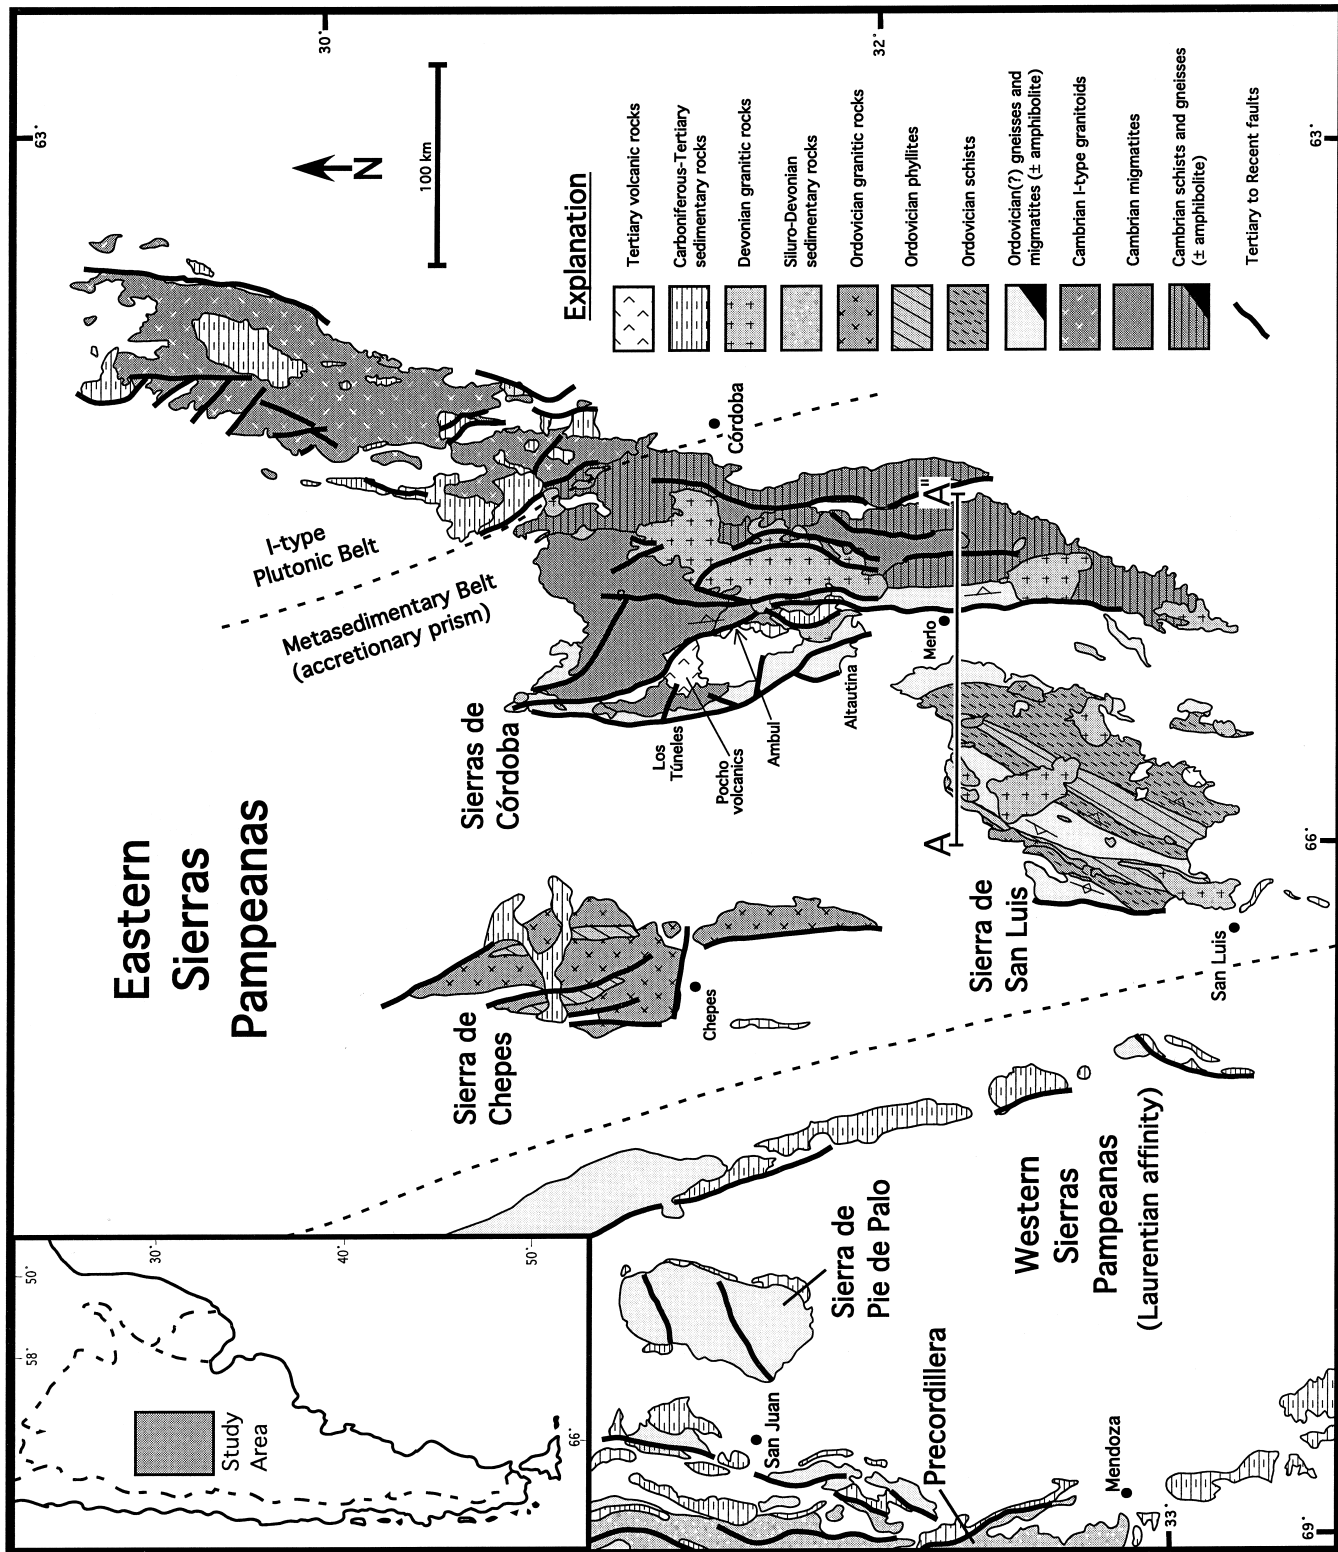 63°
30°
32°
63°
N
100 km
Explanation
Tertiary volcanic rocks
Carboniferous-Tertiary
sedimentary rocks
Devonian granitic rocks
Siluro-Devonian
sedimentary rocks
Ordovician granitic rocks
Ordovician phyllites
Ordovician schists
Ordovician(?) gneisses and
migmatites (± amphibolite)
Cambrian I-type granitoids
Cambrian migmatites
Cambrian schists and gneisses
(± amphibolite)
Tertiary to Recent faults
Eastern
Sierras
Pampeanas
I-type
Plutonic Belt
Metasedimentary Belt
(accretionary prism)
Córdoba
Sierras de
Córdoba
Los
Túneles
Pocho
volcanics
Ambul
Altautina
Merlo
A
A"
66°
Sierra de
Chepes
Chepes
Sierra de
San Luis
San Luis
Western
Sierras
Pampeanas
(Laurentian affinity)
Sierra de
Pie de Palo
San Juan
Precordillera
Mendoza
33°
69°
30°
40°
50°
50°
58°
66°
Study
Area